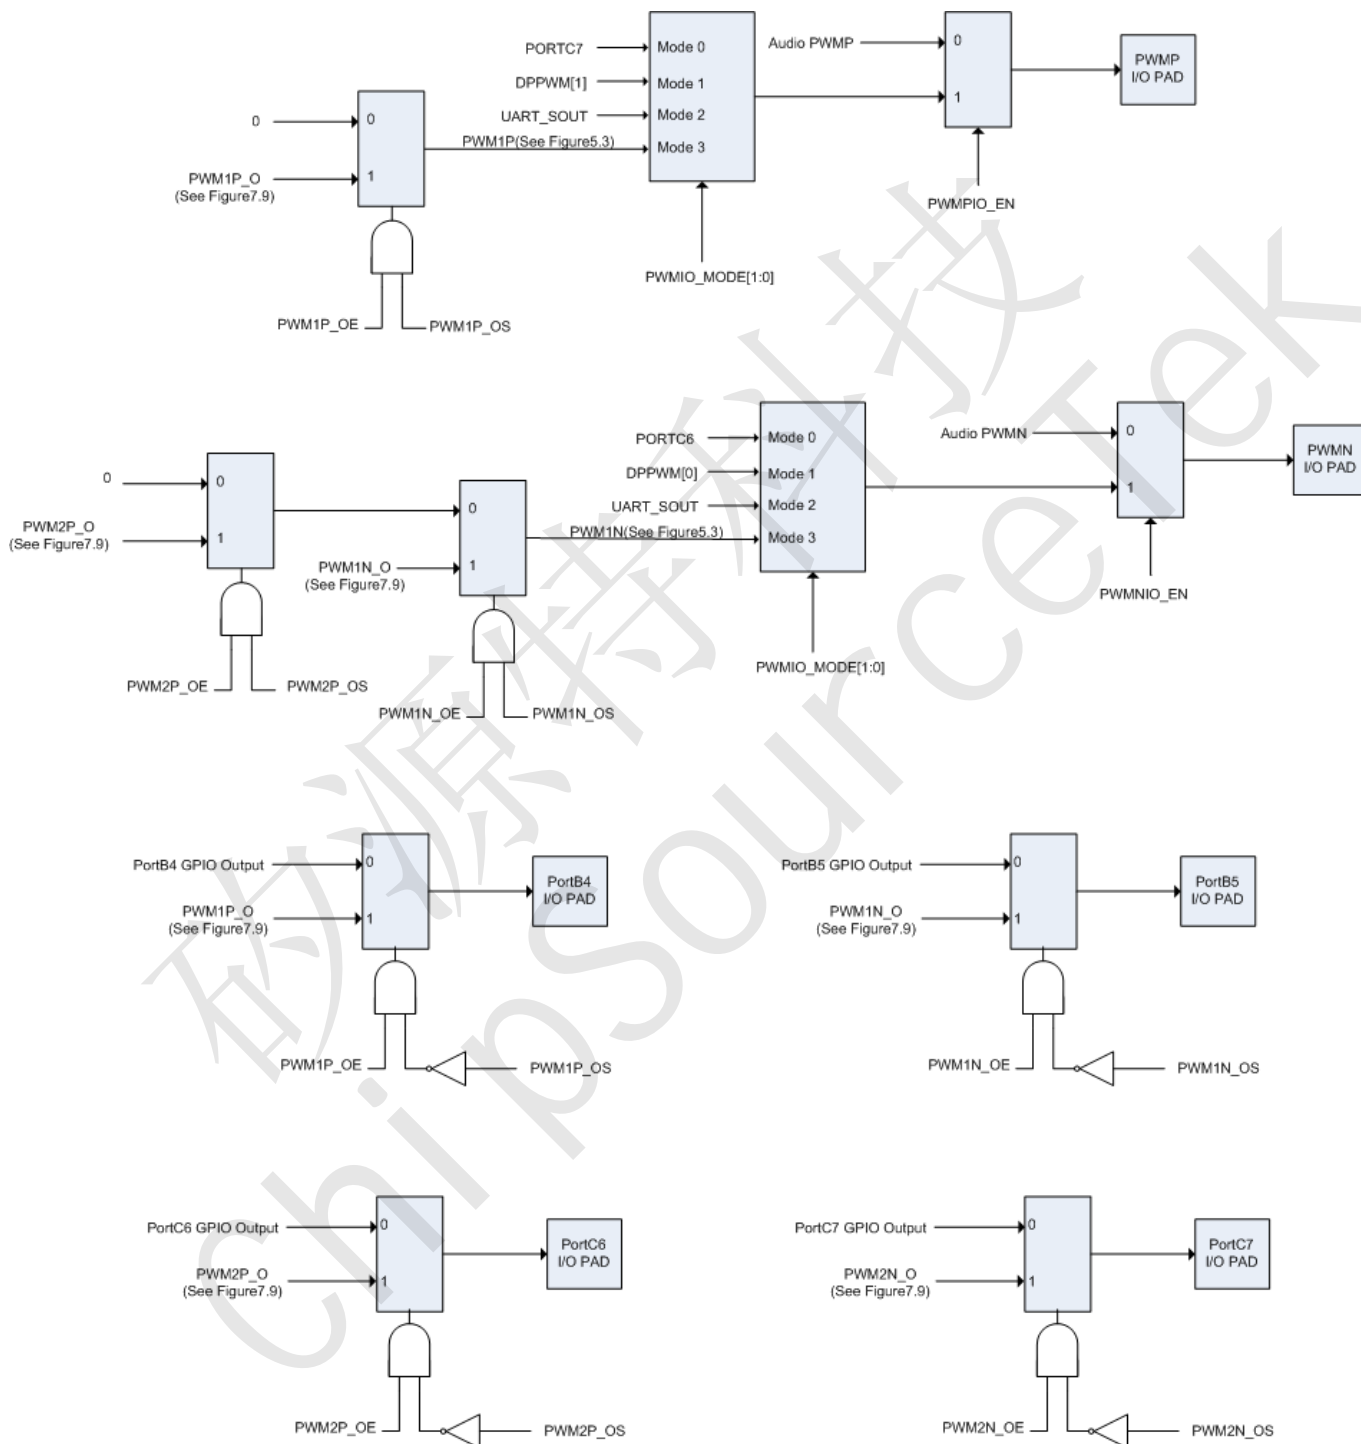 PORTC7
Mode 0
Audio PWMP
0
PWMP
I/O PAD
DPPWM[1]
Mode 1
UART_SOUT
Mode 2
1
0
0
PWM1P(See Figure5.3)
Mode 3
PWM1P_O
(See Figure7.9)
1
PWMPIO_EN
PWMIO_MODE[1:0]
PWM1P_OE
PWM1P_OS
PORTC6
Mode 0
Audio PWMN
0
PWMN
I/O PAD
DPPWM[0]
Mode 1
0
0
UART_SOUT
Mode 2
1
0
PWM2P_O
(See Figure7.9)
1
PWM1N(See Figure5.3)
Mode 3
PWM1N_O
(See Figure7.9)
1
PWMNIO_EN
PWMIO_MODE[1:0]
PWM2P_OE
PWM2P_OS
PWM1N_OE
PWM1N_OS
PortB4 GPIO Output
0
PortB4
I/O PAD
PWM1P_O
(See Figure7.9)
1
PWM1P_OE
PWM1P_OS
PortB5 GPIO Output
0
PortB5
I/O PAD
PWM1N_O
(See Figure7.9)
1
PWM1N_OE
PWM1N_OS
PortC6 GPIO Output
0
PortC6
I/O PAD
PWM2P_O
(See Figure7.9)
1
PWM2P_OE
PWM2P_OS
PortC7 GPIO Output
0
PortC7
I/O PAD
PWM2N_O
(See Figure7.9)
1
PWM2N_OE
PWM2N_OS
矽源特科技
ChipSourceTek